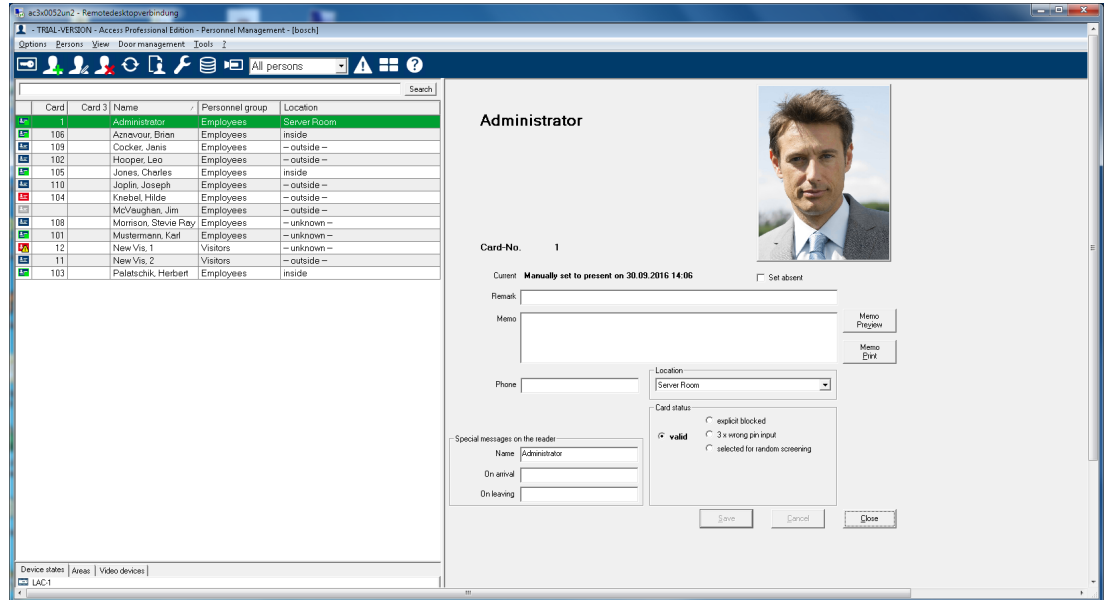 ac3x0052un2 - Remotedesktopverbindung
- TRIAL-VERSION - Access Professional Edition - Personnel Management - [bosch]
Options Persons View Door management Tools ?
All persons
Search
Card Card 3 Name Personnel group Location
1 Administrator Employees Server Room
106 Aznavour, Brian Employees inside
109 Cocker, Janis Employees – outside –
102 Hooper, Leo Employees – outside –
105 Jones, Charles Employees inside
110 Joplin, Joseph Employees – outside –
104 Knebel, Hilde Employees – outside –
McVaughan, Jim Employees – outside –
108 Morrison, Stevie Ray Employees – unknown –
101 Mustermann, Karl Employees – unknown –
12 New Vis, 1 Visitors – unknown –
11 New Vis, 2 Visitors – outside –
103 Palatschik, Herbert Employees inside
Device states Areas Video devices
LAC-1
Administrator
Card-No. 1
Current Manually set to present on 30.09.2016 14:06
Set absent
Remark
Memo
Memo Preview
Memo Print
Phone
Location
Server Room
Card status
valid
explicit blocked
3 x wrong pin input
selected for random screening
Special messages on the reader
Name Administrator
On arrival
On leaving
Save Cancel Close